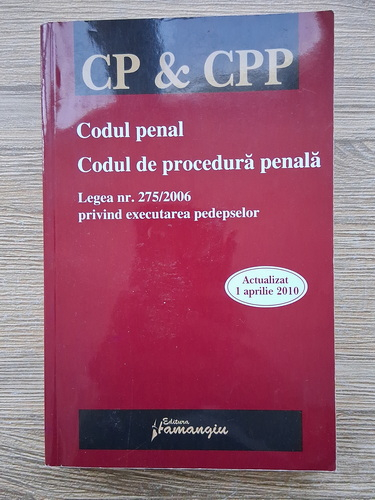 CP & CPP
Codul penal
Codul de procedură penală
Legea nr. 275/2006
privind executarea pedepselor
Actualizat
1 aprilie 2010
Editura
Hamangiu